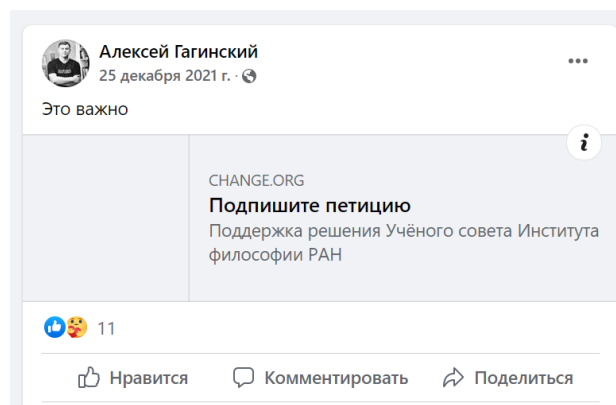 Алексей Гагинский
25 декабря 2021 г. ·
Это важно
CHANGE.ORG
Подпишите петицию
Поддержка решения Учёного совета Института
философии РАН
11
Нравится
Комментировать
Поделиться